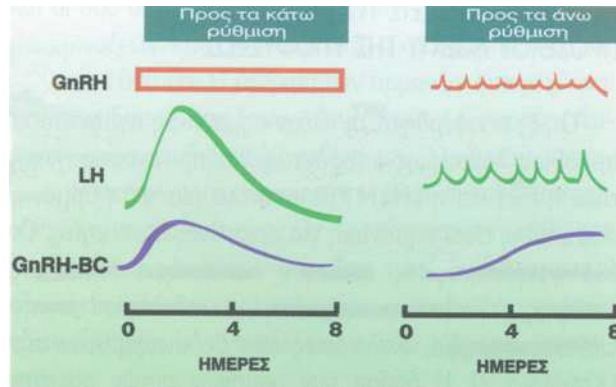 Προς τα κάτω
ρύθμιση
Προς τα άνω
ρύθμιση
GnRH
LH
GnRH-BC
0 4 8
0 4 8
ΗΜΕΡΕΣ
ΗΜΕΡΕΣ